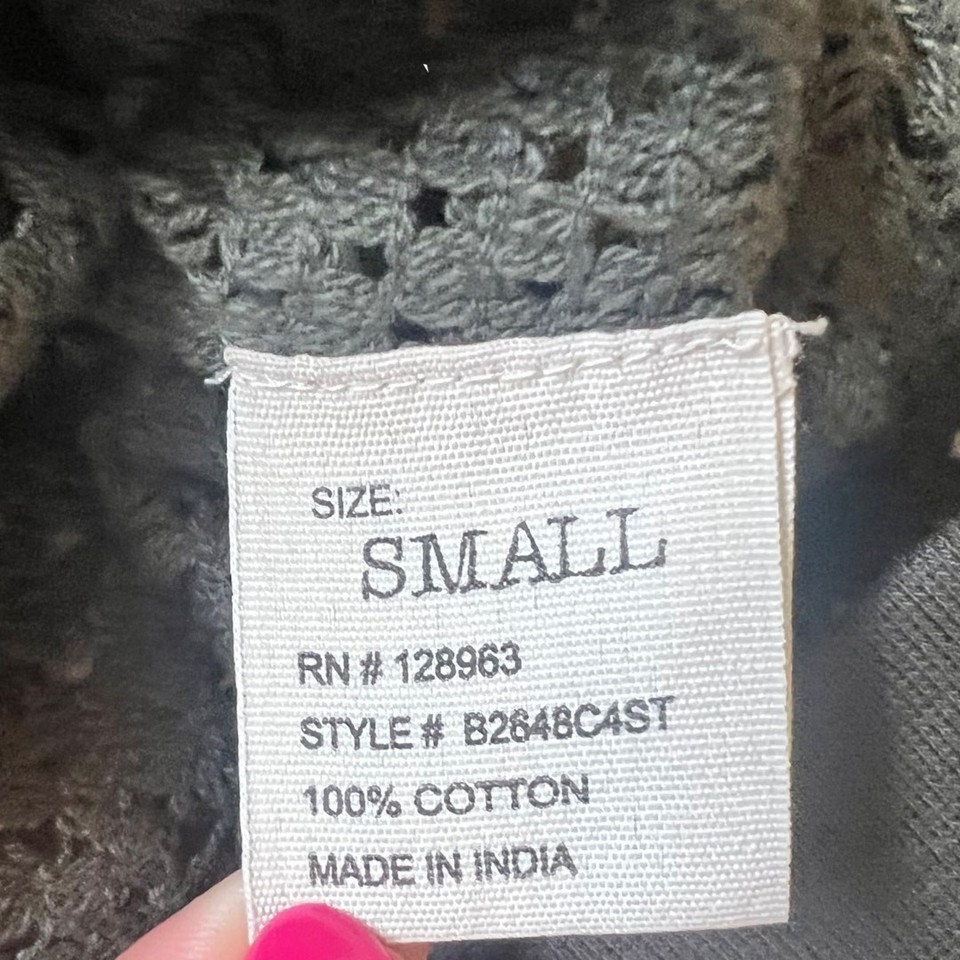 SIZE:
SMALL
RN # 128963
STYLE # B2648C4ST
100% COTTON
MADE IN INDIA